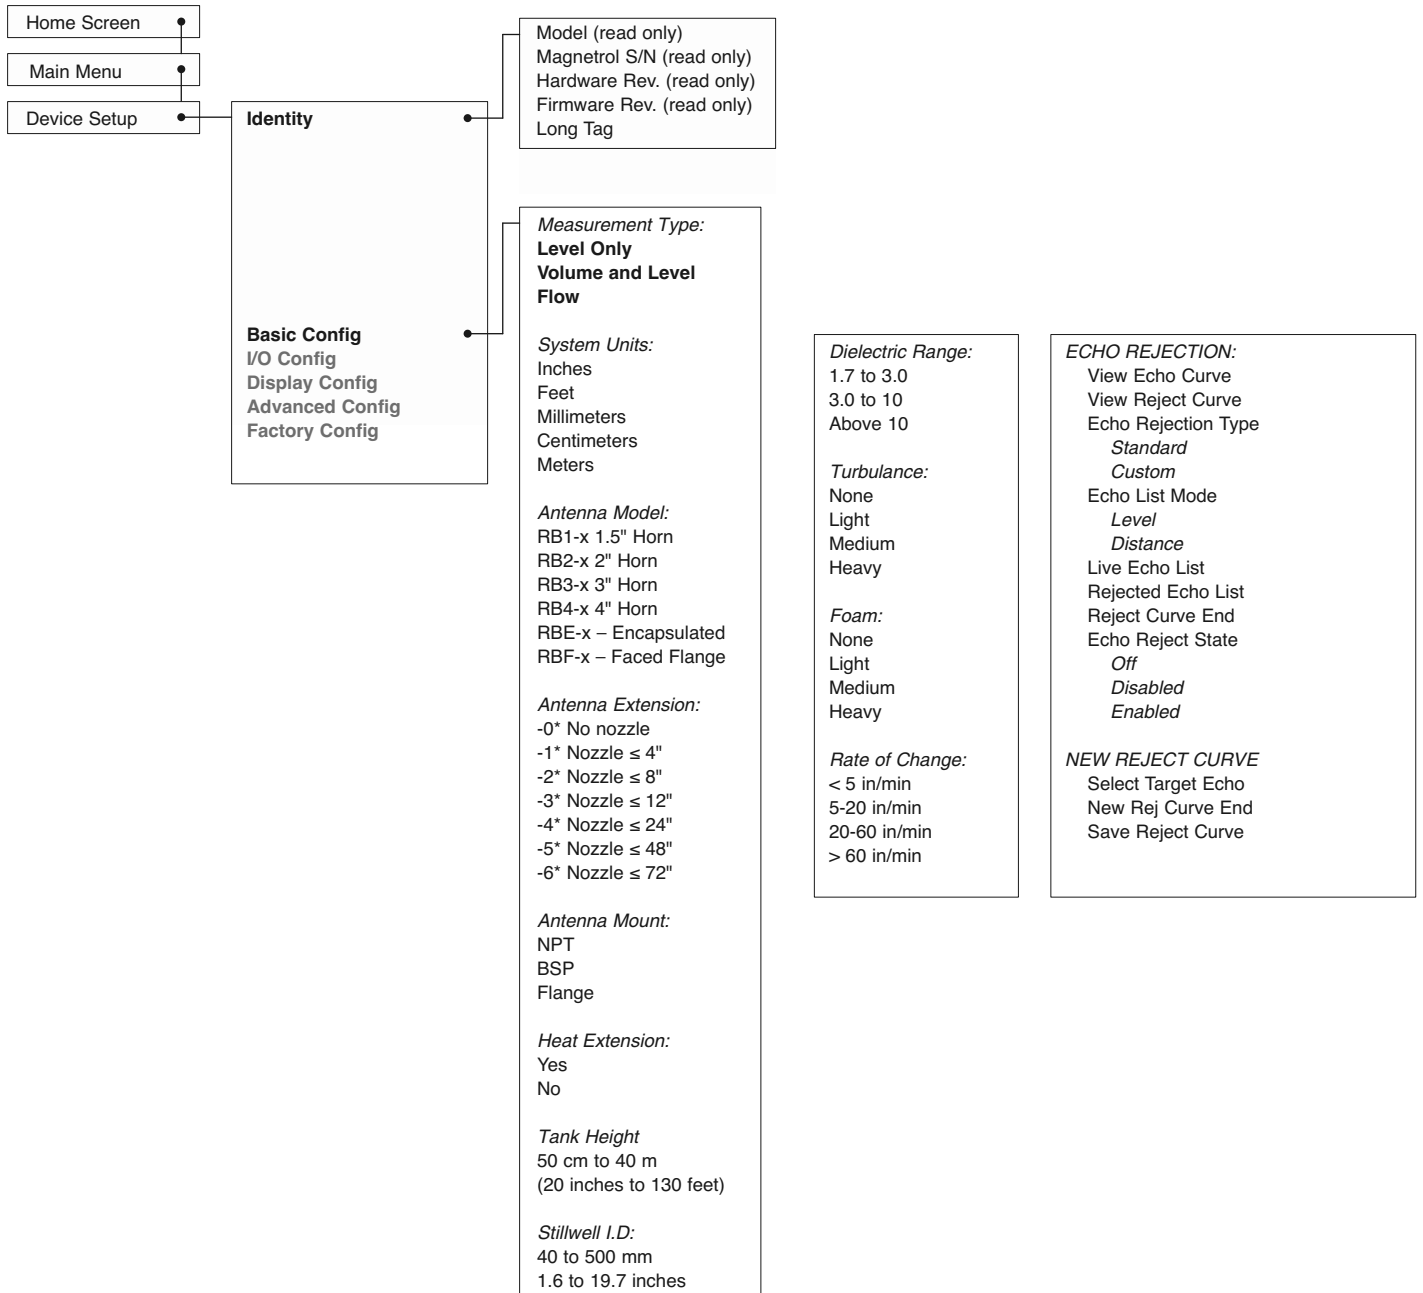 Home Screen
Main Menu
Device Setup
Identity
Basic Config
I/O Config
Display Config
Advanced Config
Factory Config
Model (read only)
Magnetrol S/N (read only)
Hardware Rev. (read only)
Firmware Rev. (read only)
Long Tag
Measurement Type:
Level Only
Volume and Level
Flow
System Units:
Inches
Feet
Millimeters
Centimeters
Meters
Antenna Model:
RB1-x 1.5" Horn
RB2-x 2" Horn
RB3-x 3" Horn
RB4-x 4" Horn
RBE-x – Encapsulated
RBF-x – Faced Flange
Antenna Extension:
-0* No nozzle
-1* Nozzle ≤ 4"
-2* Nozzle ≤ 8"
-3* Nozzle ≤ 12"
-4* Nozzle ≤ 24"
-5* Nozzle ≤ 48"
-6* Nozzle ≤ 72"
Antenna Mount:
NPT
BSP
Flange
Heat Extension:
Yes
No
Tank Height
50 cm to 40 m
(20 inches to 130 feet)
Stillwell I.D:
40 to 500 mm
1.6 to 19.7 inches
Dielectric Range:
1.7 to 3.0
3.0 to 10
Above 10
Turbulance:
None
Light
Medium
Heavy
Foam:
None
Light
Medium
Heavy
Rate of Change:
< 5 in/min
5-20 in/min
20-60 in/min
> 60 in/min
ECHO REJECTION:
View Echo Curve
View Reject Curve
Echo Rejection Type
Standard
Custom
Echo List Mode
Level
Distance
Live Echo List
Rejected Echo List
Reject Curve End
Echo Reject State
Off
Disabled
Enabled
NEW REJECT CURVE
Select Target Echo
New Rej Curve End
Save Reject Curve